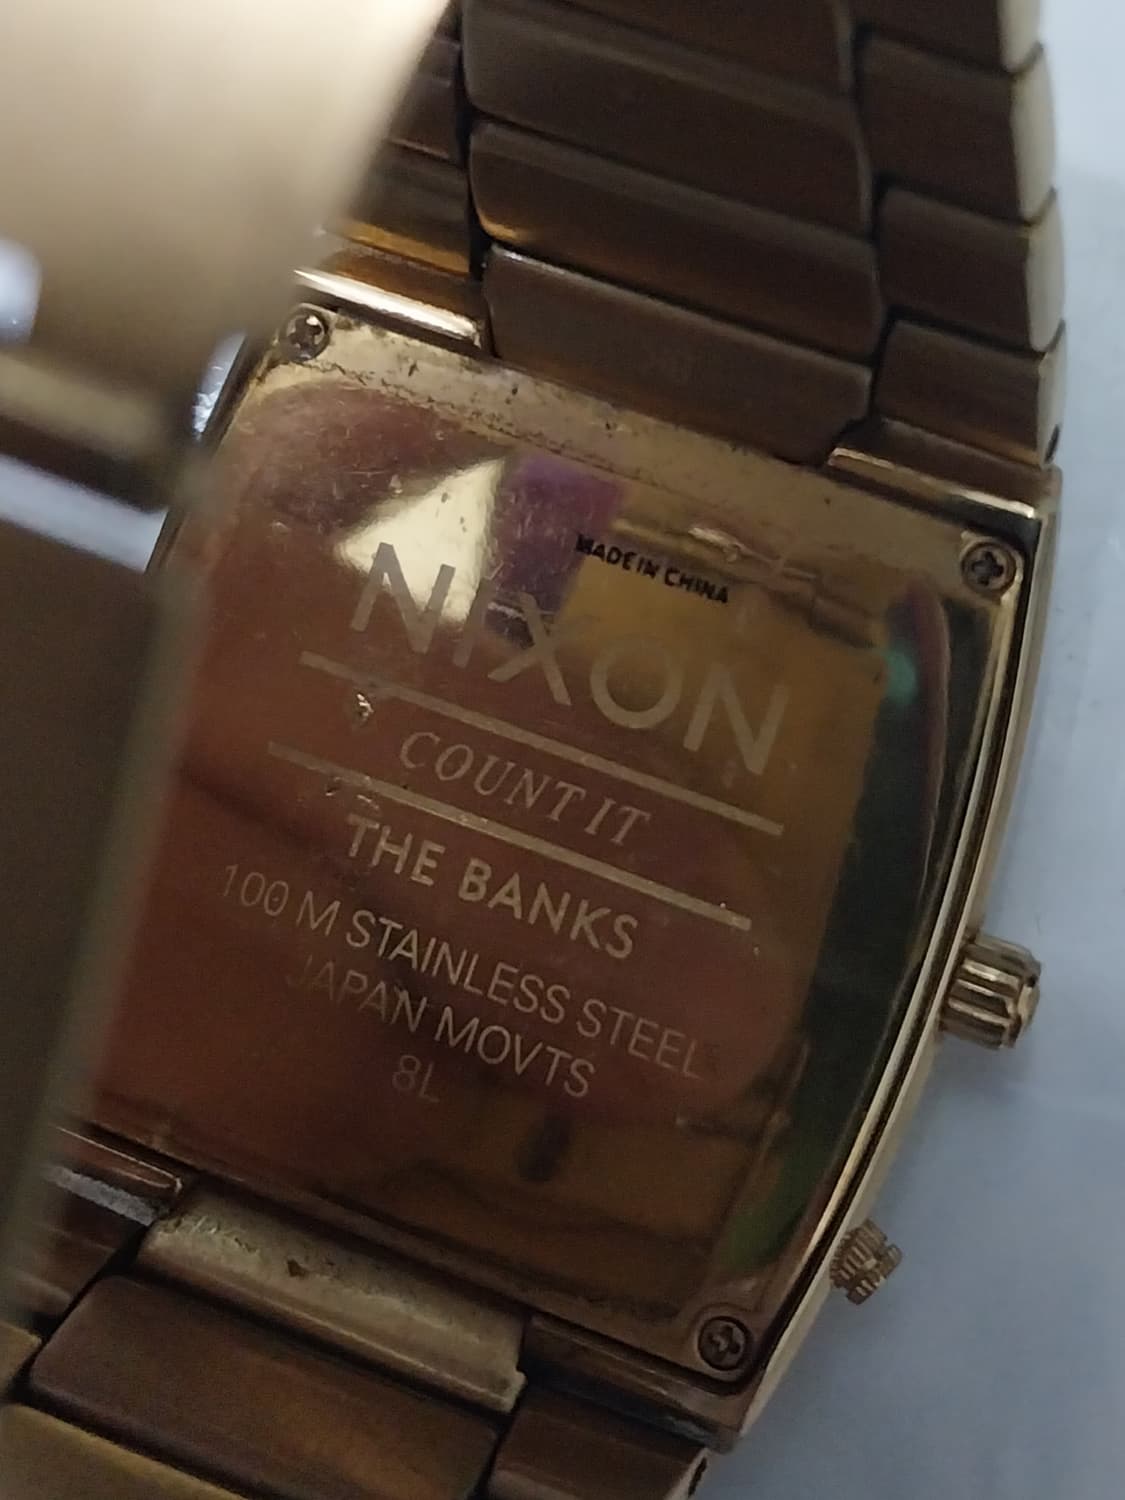 MADE IN CHINA
NIXON
COUNT IT
THE BANKS
100 M STAINLESS STEEL
JAPAN MOVTS
8L